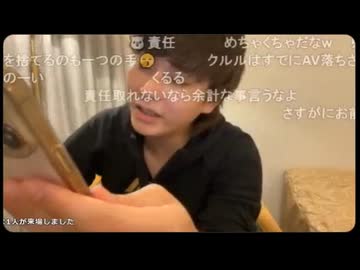 責任 めちゃくちゃだなw
を捨てるのも一つの手😚 クルルはすでにAV落ちさ
のーい くるる
責任取れないなら余計な事言うなよ
さすがにお前
1人が来場しました